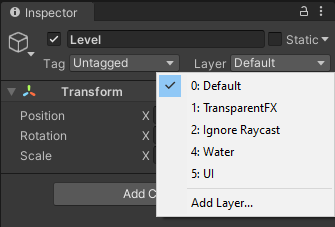 Inspector
Level
Static
Tag Untagged Layer Default
0: Default
Transform
1: TransparentFX
Position X
2: Ignore Raycast
Rotation X
4: Water
Scale X
5: UI
Add C
Add Layer...